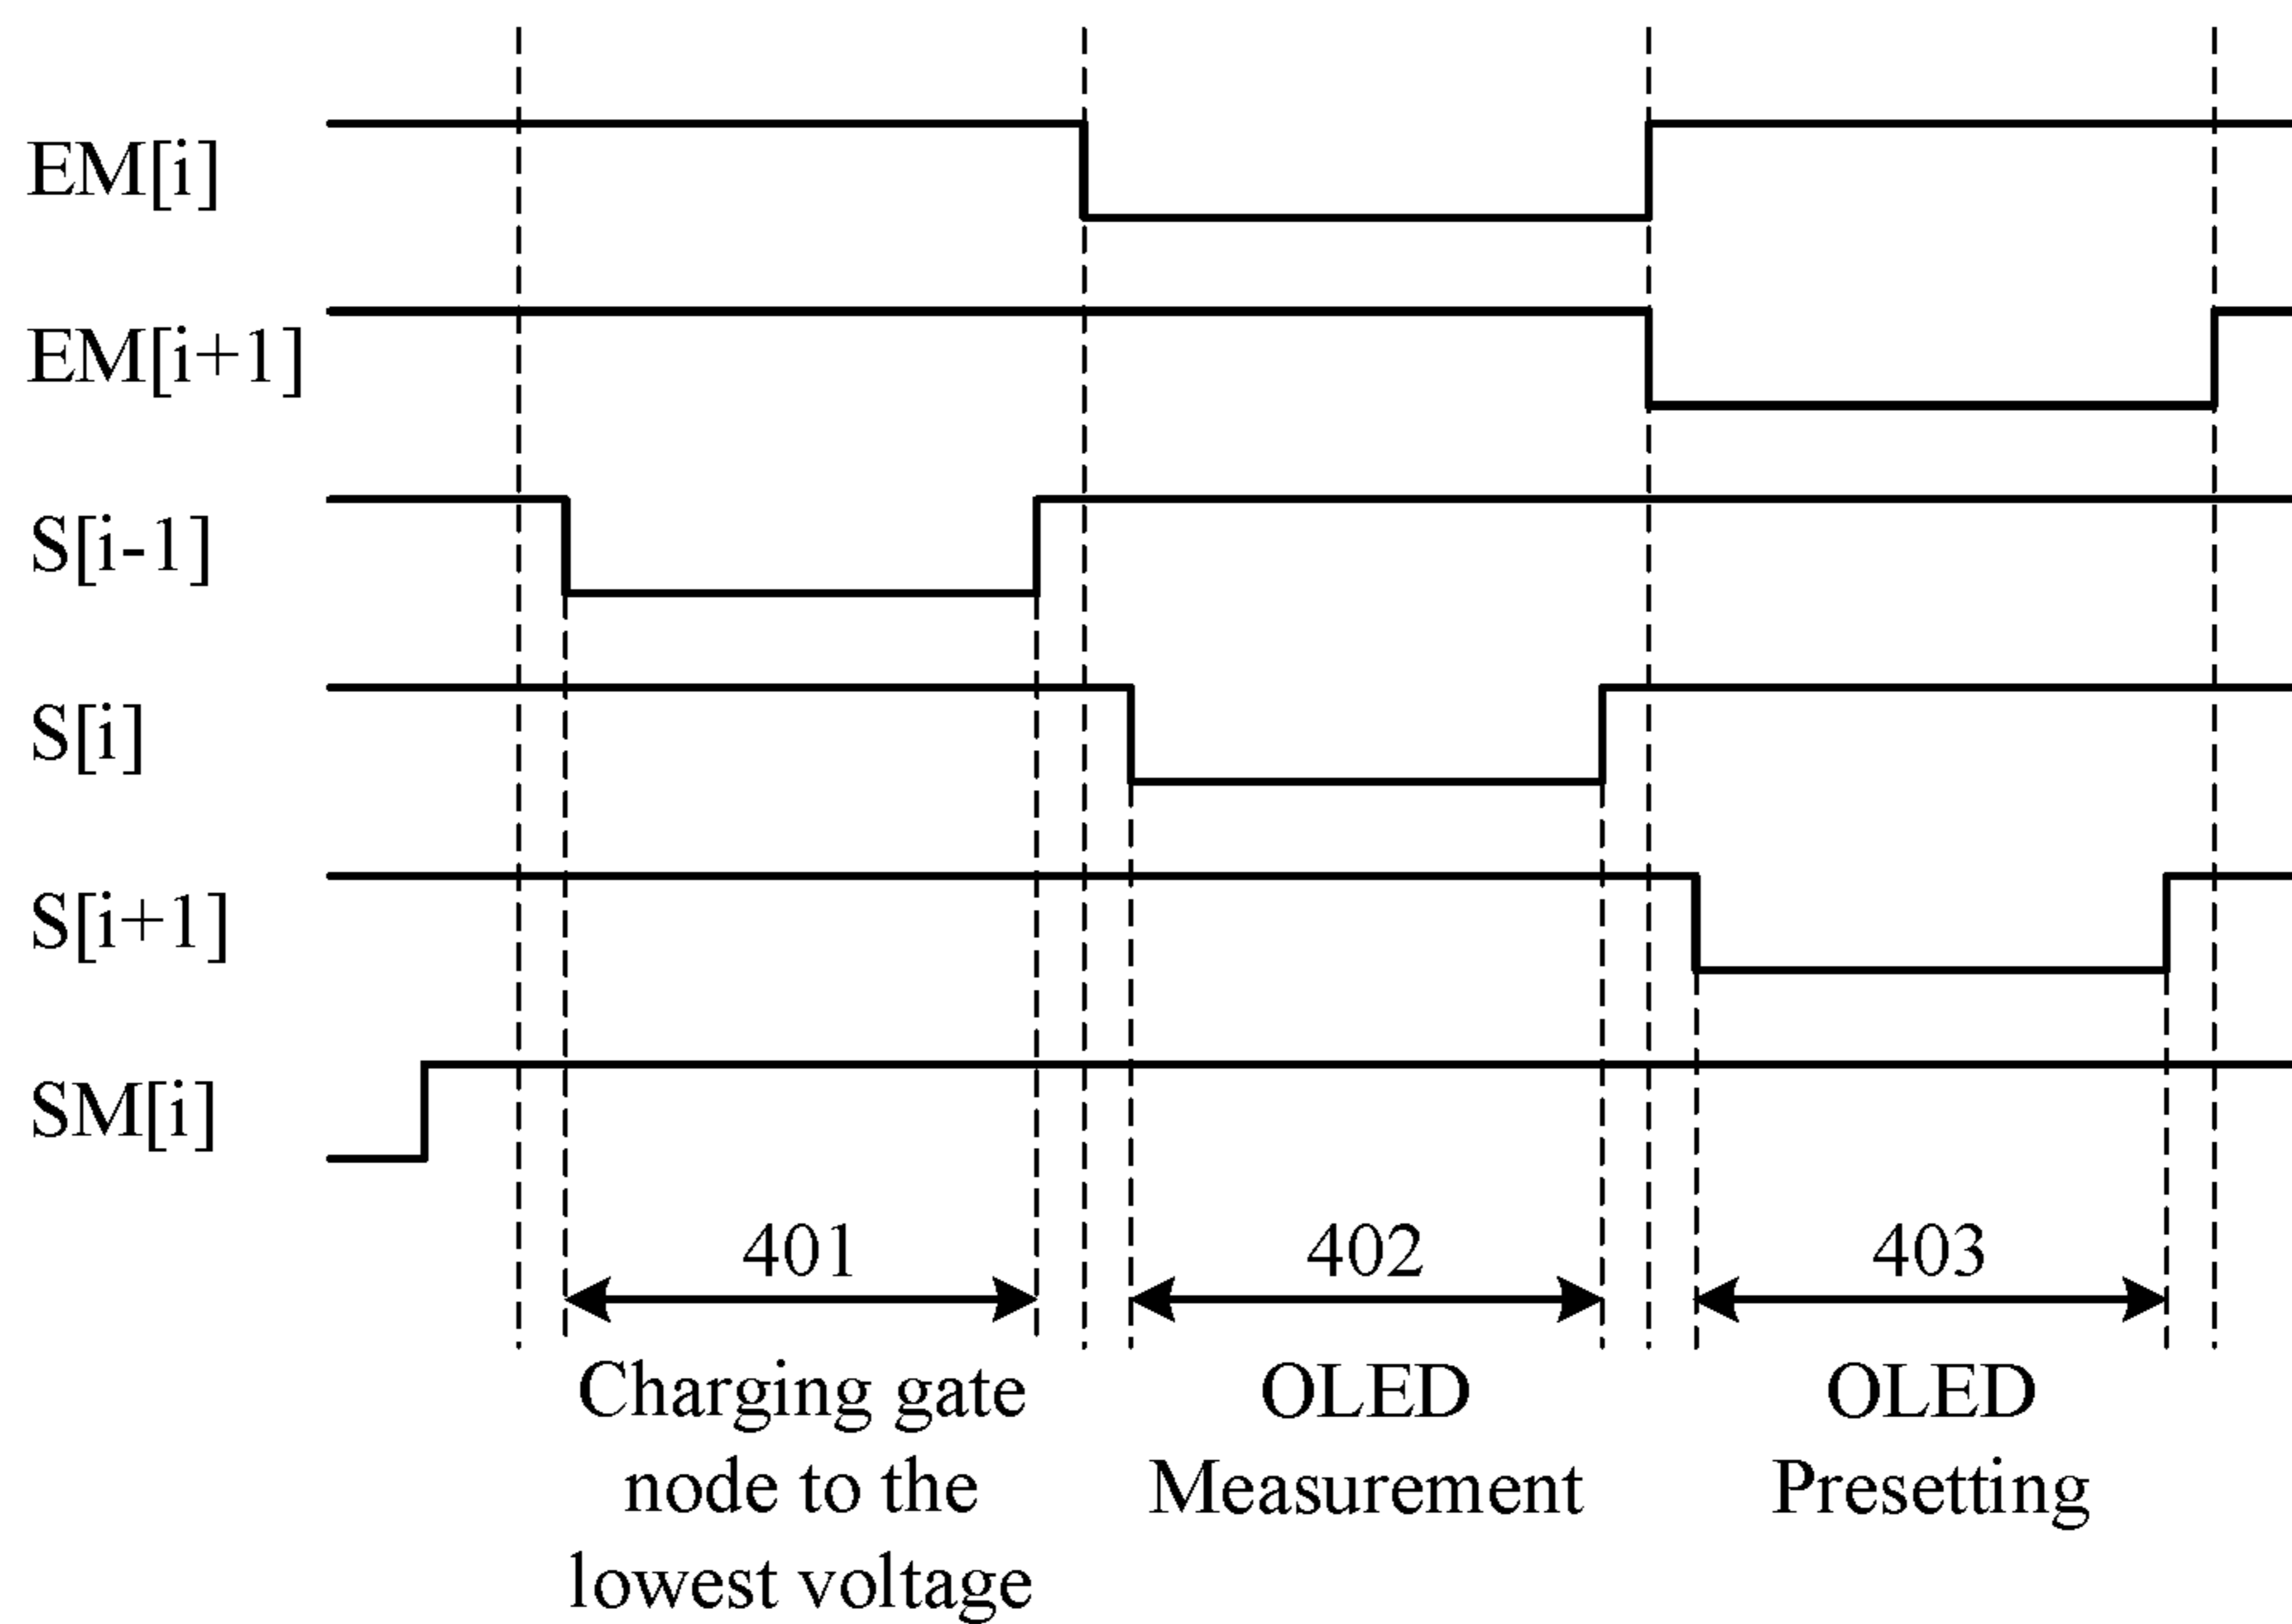 EM[i]
EM[i+1]
S[i-1]
S[i]
S[i+1]
SM[i]
401
402
403
Charging gate
node to the
lowest voltage
OLED
Measurement
OLED
Presetting